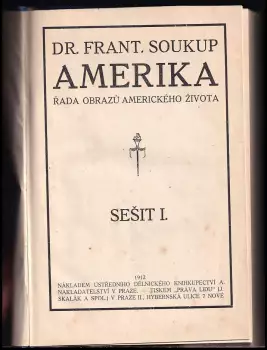 DR. FRANT. SOUKUP
AMERIKA
ŘADA OBRAZŮ AMERICKÉHO ŽIVOTA
SEŠIT I.
1912
NÁKLADEM ÚSTŘEDNÍHO DĚLNICKÉHO KNIHKUPECTVÍ A
NAKLADATELSTVÍ V PRAZE. – TISKEM „PRÁVA LIDU“ (J.
SKALÁK A SPOL.) V PRAZE II., HYBERNSKÁ ULICE 7 NOVÉ